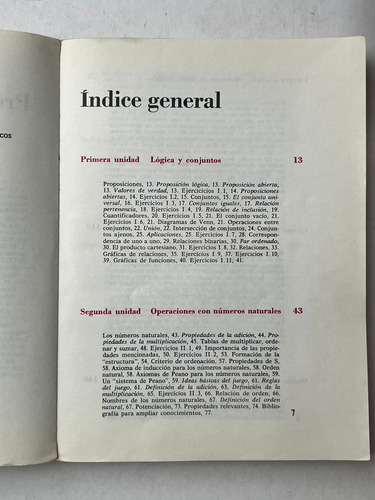 cos
Índice general
Primera unidad Lógica y conjuntos 13
Proposiciones, 13. Proposición lógica, 13. Proposición abierta,
13. Valores de verdad, 13. Ejercicicios I.1, 14. Proposiciones
abiertas, 14. Ejercicios I.2, 15. Conjuntos, 15. El conjunto uni-
versal, 16. Ejercicios I.3, 17. Conjuntos iguales, 17. Relación
pertenencia, 18. Ejercicios I.4, 19. Relación de inclusión, 19.
Cuantificadores, 20. Ejercicios I.5, 21. El conjunto vacío, 21.
Ejercicios I.6, 21. Diagramas de Venn, 21. Operaciones entre
conjuntos, 22. Unión, 22. Intersección de conjuntos, 24. Con-
juntos ajenos, 25. Aplicaciones, 25. Ejercicios I.7, 28. Correspon-
dencia de uno a uno, 29. Relaciones binarias, 30. Par ordenado,
30. El producto cartesiano, 31. Ejercicios I.8, 32. Relaciones, 33.
Gráficas de relaciones, 35. Ejercicios I.9, 37. Ejercicios I.10,
39. Gráficas de funciones, 40. Ejercicios I.11, 41.
Segunda unidad Operaciones con números naturales 43
Los números naturales, 43. Propiedades de la adición, 44. Pro-
piedades de la multiplicación, 45. Tablas de multiplicar, orde-
nar y sumar, 48. Ejercicios II.1, 49. Importancia de las propie-
dades mencionadas, 50. Ejercicios II.2, 53. Formación de la
"estructura", 54. Criterio de ordenación, 57. Propiedades de S,
58. Axioma de inducción para los números naturales, 58. Orden
natural, 58. Axiomas de Peano para los números naturales, 59.
Un "sistema de Peano", 59. Ideas básicas del juego, 61. Reglas
del juego, 61. Definición de la adición, 63. Definición de la
multiplicación, 65. Ejercicios II.3, 66. Relación de orden, 66.
Nombres de los números naturales, 67. Definición del orden
natural, 67. Potenciación, 73. Propiedades relevantes, 74. Biblio-
grafía para ampliar conocimientos, 77.
7